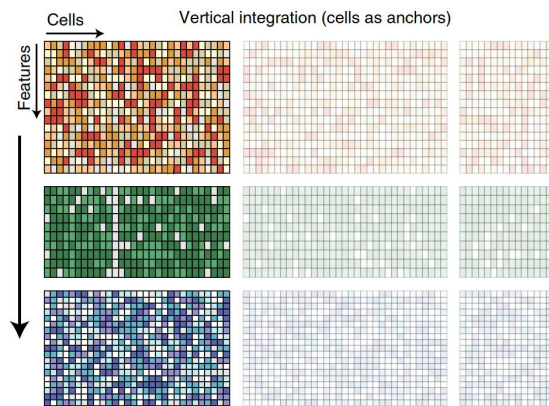 Cells
Vertical integration (cells as anchors)
Features